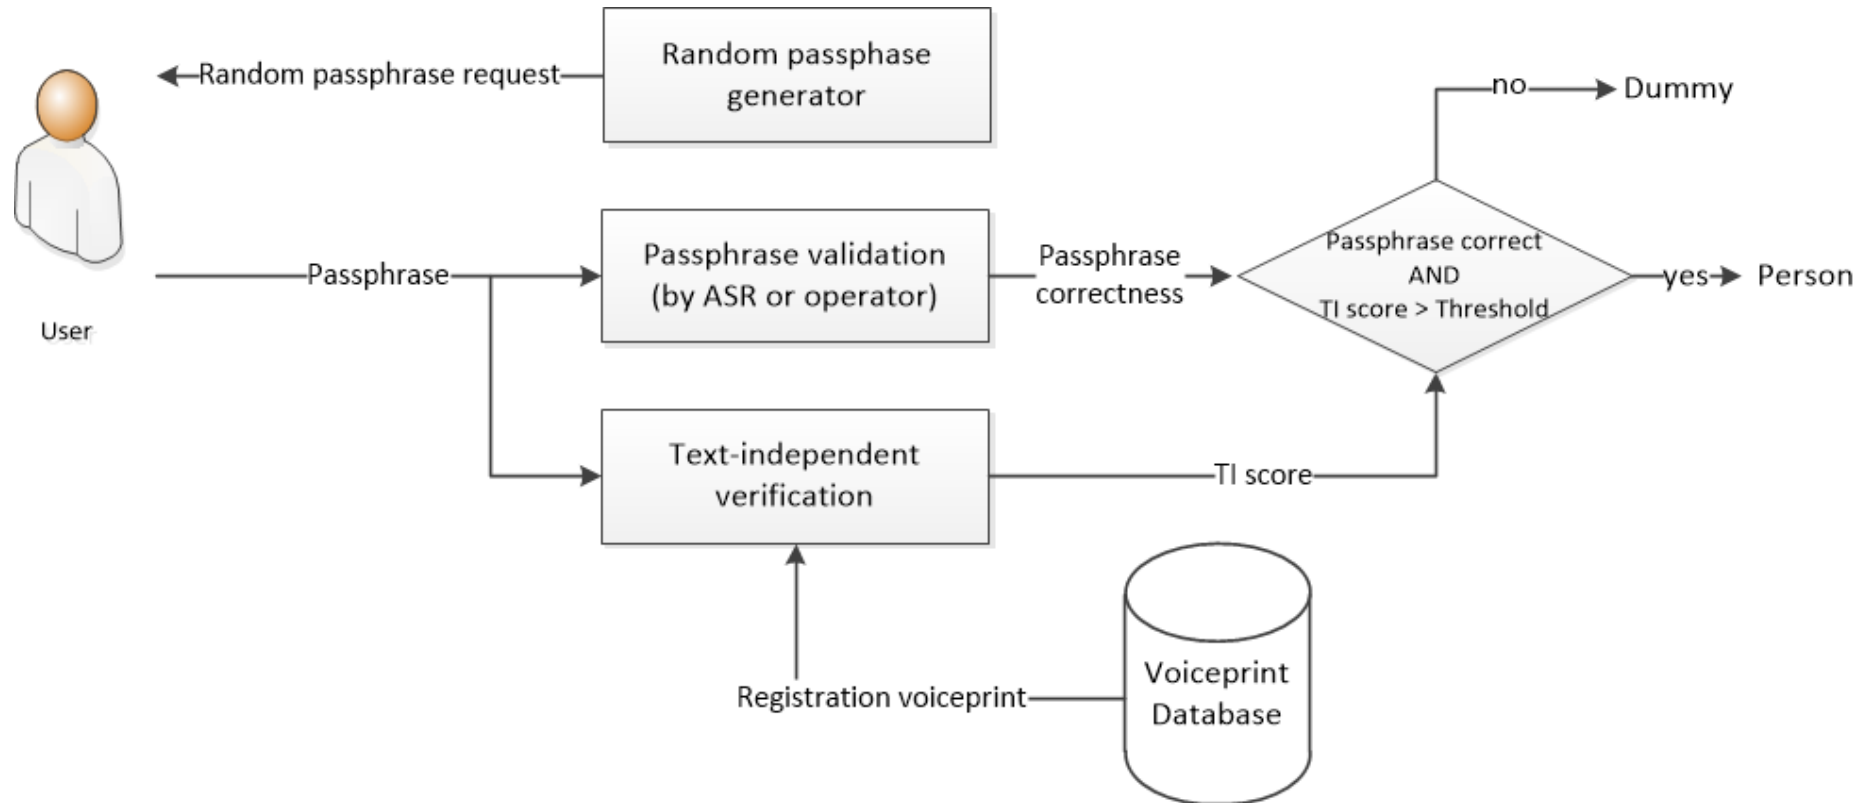 Random passphrase request
Random passphase
generator
no
Dummy
User
Passphrase
Passphrase validation
(by ASR or operator)
Passphrase
correctness
Passphrase correct
AND
TI score > Threshold
yes
Person
Text-independent
verification
TI score
Registration voiceprint
Voiceprint
Database